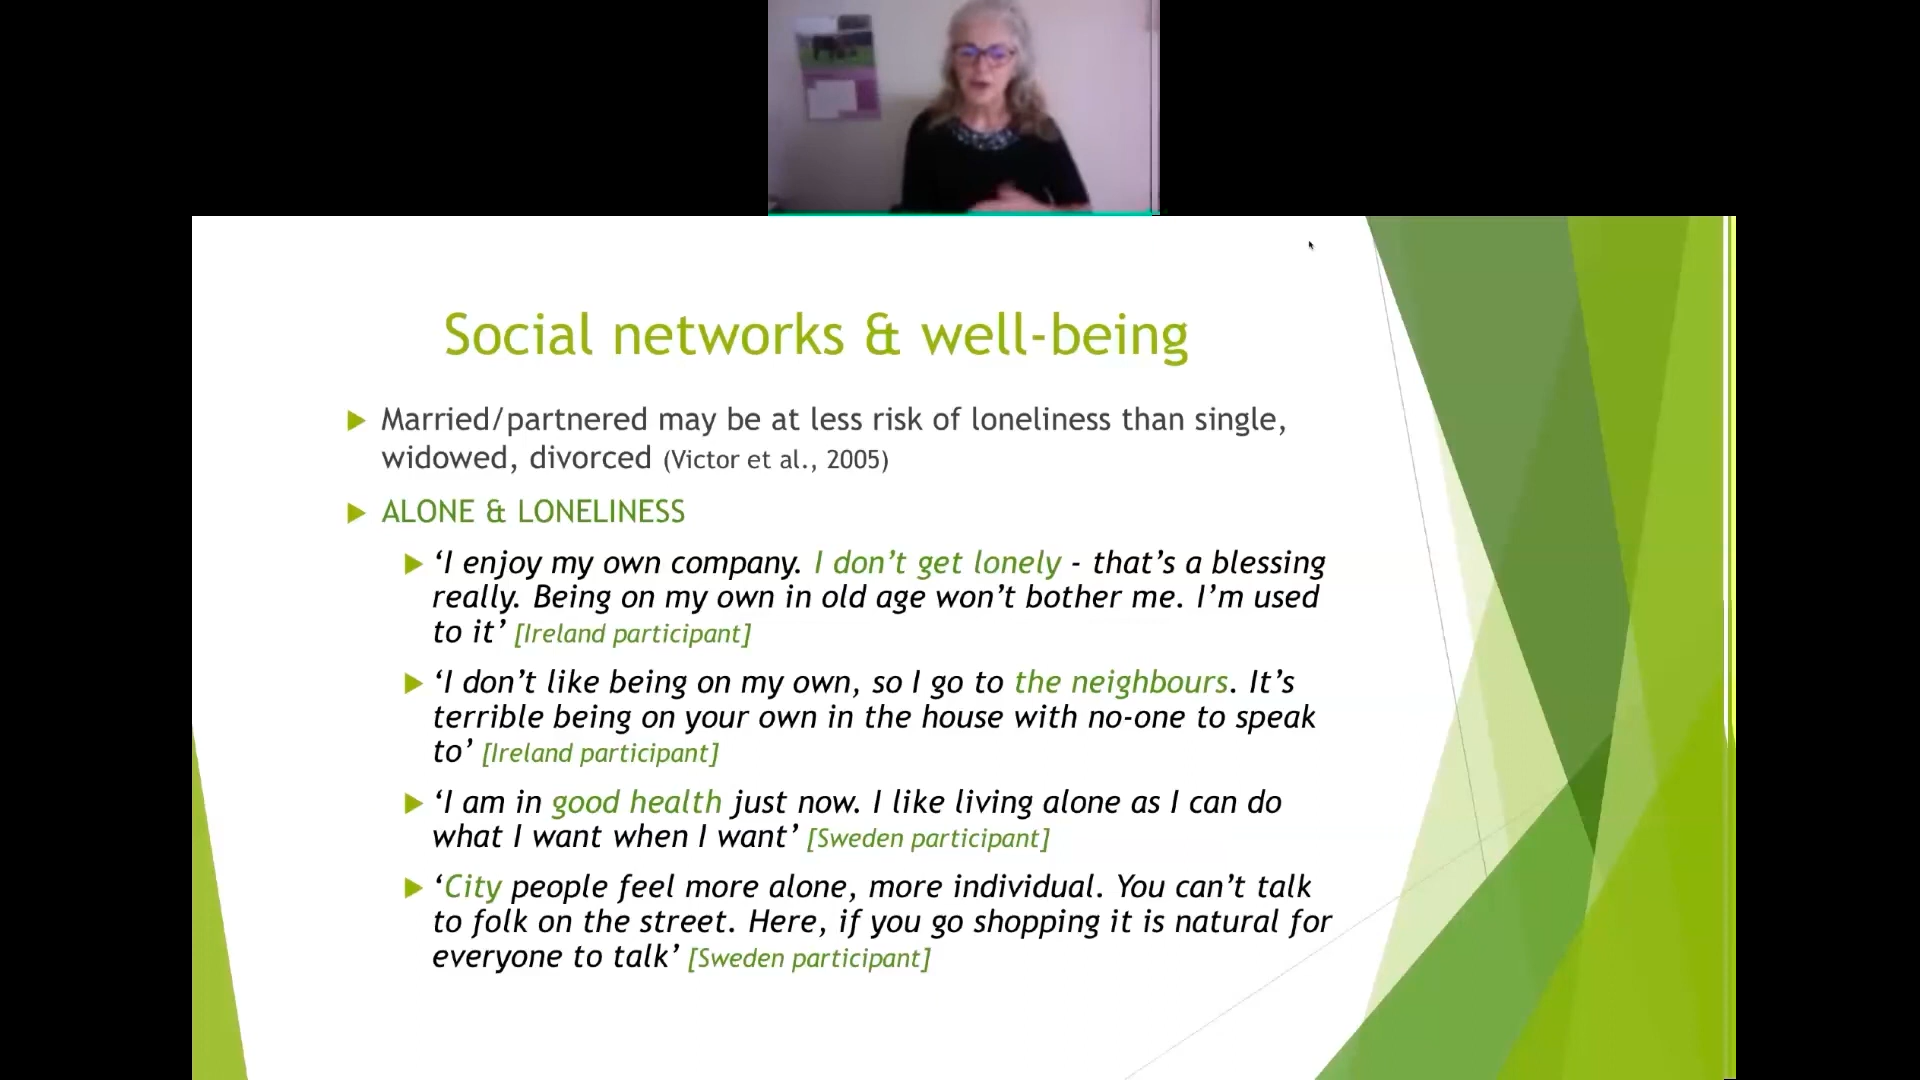 Social networks & well-being
Married/partnered may be at less risk of loneliness than single,
widowed, divorced (Victor et al., 2005)
ALONE & LONELINESS
‘I enjoy my own company. I don’t get lonely - that’s a blessing
really. Being on my own in old age won’t bother me. I’m used
to it’ [Ireland participant]
‘I don’t like being on my own, so I go to the neighbours. It’s
terrible being on your own in the house with no-one to speak
to’ [Ireland participant]
‘I am in good health just now. I like living alone as I can do
what I want when I want’ [Sweden participant]
‘City people feel more alone, more individual. You can’t talk
to folk on the street. Here, if you go shopping it is natural for
everyone to talk’ [Sweden participant]